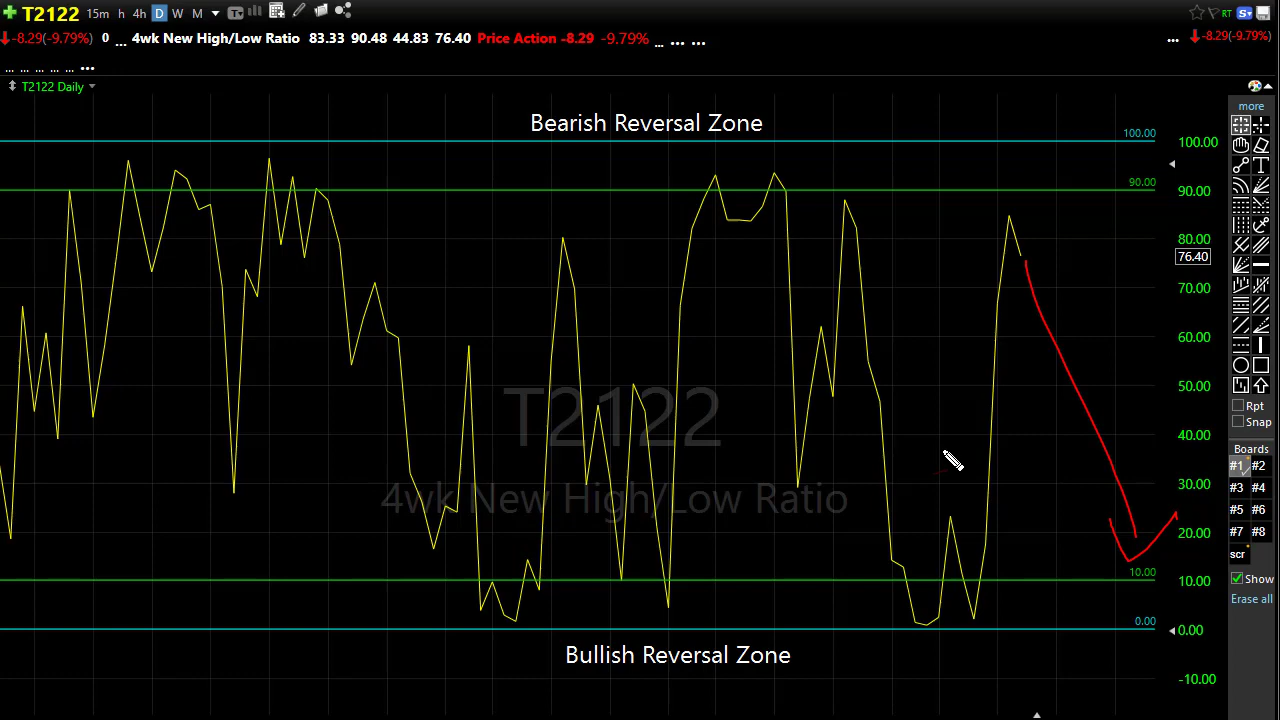 T2122 15m h 4h D W M T RT S
-8.29(-9.79%) 0 ... 4wk New High/Low Ratio 83.33 90.48 44.83 76.40 Price Action -8.29 -9.79% ... ... ... ... -8.29(-9.79%)
... ... ... ... ... ...
T2122 Daily
more
Bearish Reversal Zone
100.00 100.00
90.00 90.00
80.00
76.40
70.00
60.00
50.00
T2122
Rpt
Snap
40.00
Boards
#1 #2
30.00
#3 #4
4wk New High/Low Ratio
#5 #6
20.00
#7 #8
scr
10.00 10.00
Show
Erase all
0.00 0.00
Bullish Reversal Zone
-10.00